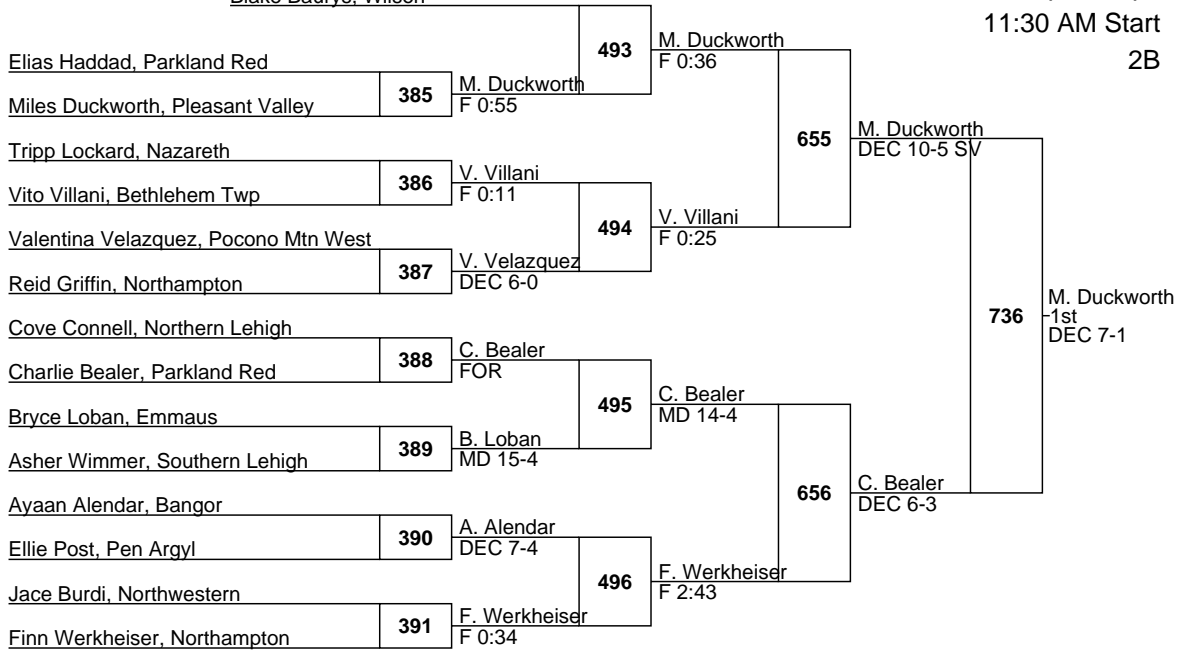 11:30 AM Start
2B
Elias Haddad, Parkland Red
Miles Duckworth, Pleasant Valley
Tripp Lockard, Nazareth
Vito Villani, Bethlehem Twp
Valentina Velazquez, Pocono Mtn West
Reid Griffin, Northampton
Cove Connell, Northern Lehigh
Charlie Bealer, Parkland Red
Bryce Loban, Emmaus
Asher Wimmer, Southern Lehigh
Ayaan Alendar, Bangor
Ellie Post, Pen Argyl
Jace Burdi, Northwestern
Finn Werkheiser, Northampton
385
386
387
388
389
390
391
M. Duckworth
F 0:55
V. Villani
F 0:11
V. Velazquez
DEC 6-0
C. Bealer
FOR
B. Loban
MD 15-4
A. Alendar
DEC 7-4
F. Werkheiser
F 0:34
493
494
495
496
M. Duckworth
F 0:36
V. Villani
F 0:25
C. Bealer
MD 14-4
F. Werkheiser
F 2:43
655
656
M. Duckworth
DEC 10-5 SV
C. Bealer
DEC 6-3
736
M. Duckworth
1st
DEC 7-1